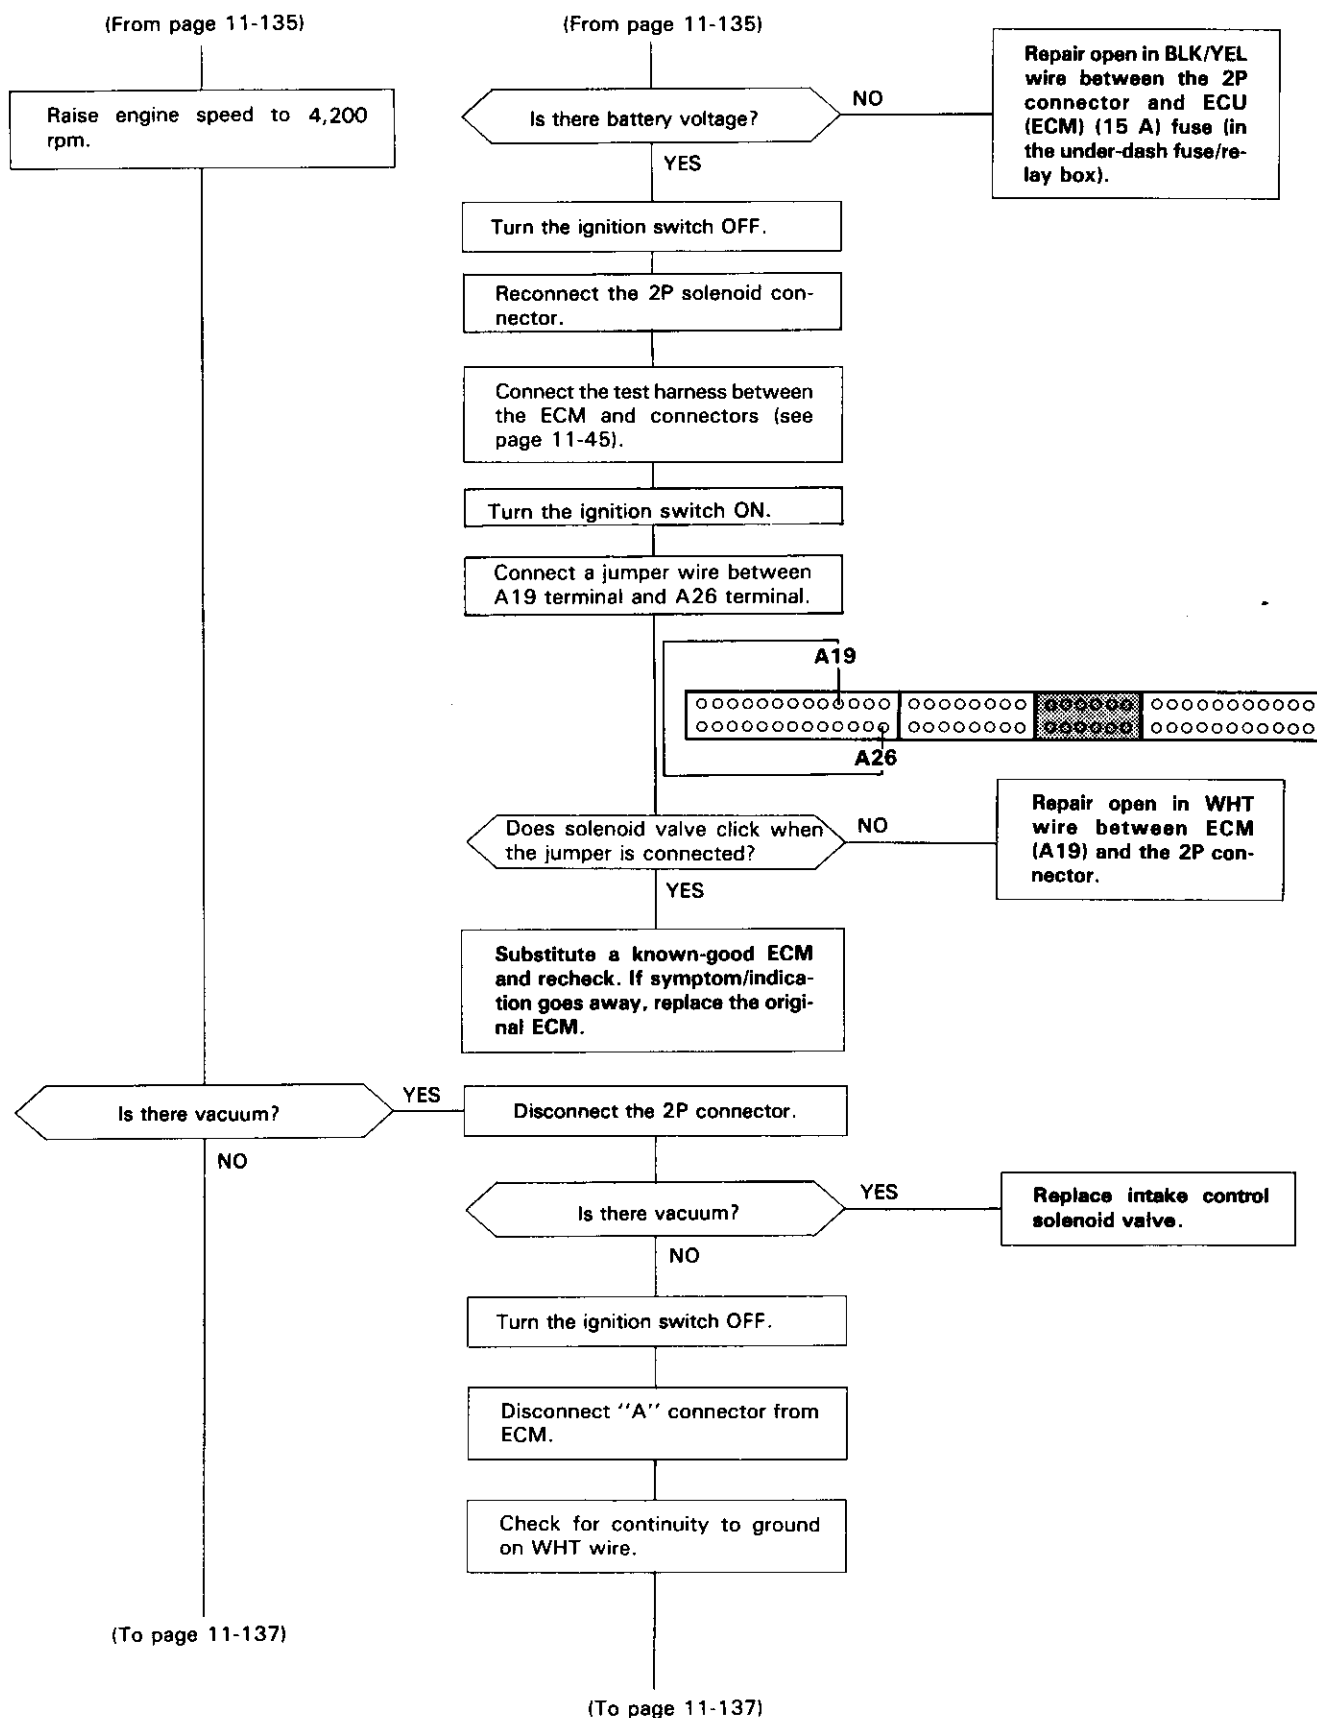 (From page 11-135)
(From page 11-135)
Raise engine speed to 4,200
rpm.
Is there battery voltage?
NO
YES
Repair open in BLK/YEL
wire between the 2P
connector and ECU
(ECM) (15 A) fuse (in
the under-dash fuse/re-
lay box).
Turn the ignition switch OFF.
Reconnect the 2P solenoid con-
nector.
Connect the test harness between
the ECM and connectors (see
page 11-45).
Turn the ignition switch ON.
Connect a jumper wire between
A19 terminal and A26 terminal.
A19
A26
Does solenoid valve click when
the jumper is connected?
NO
YES
Repair open in WHT
wire between ECM
(A19) and the 2P con-
nector.
Substitute a known-good ECM
and recheck. If symptom/indica-
tion goes away, replace the origi-
nal ECM.
Is there vacuum?
YES
NO
Disconnect the 2P connector.
Is there vacuum?
YES
NO
Replace intake control
solenoid valve.
Turn the ignition switch OFF.
Disconnect "A" connector from
ECM.
Check for continuity to ground
on WHT wire.
(To page 11-137)
(To page 11-137)